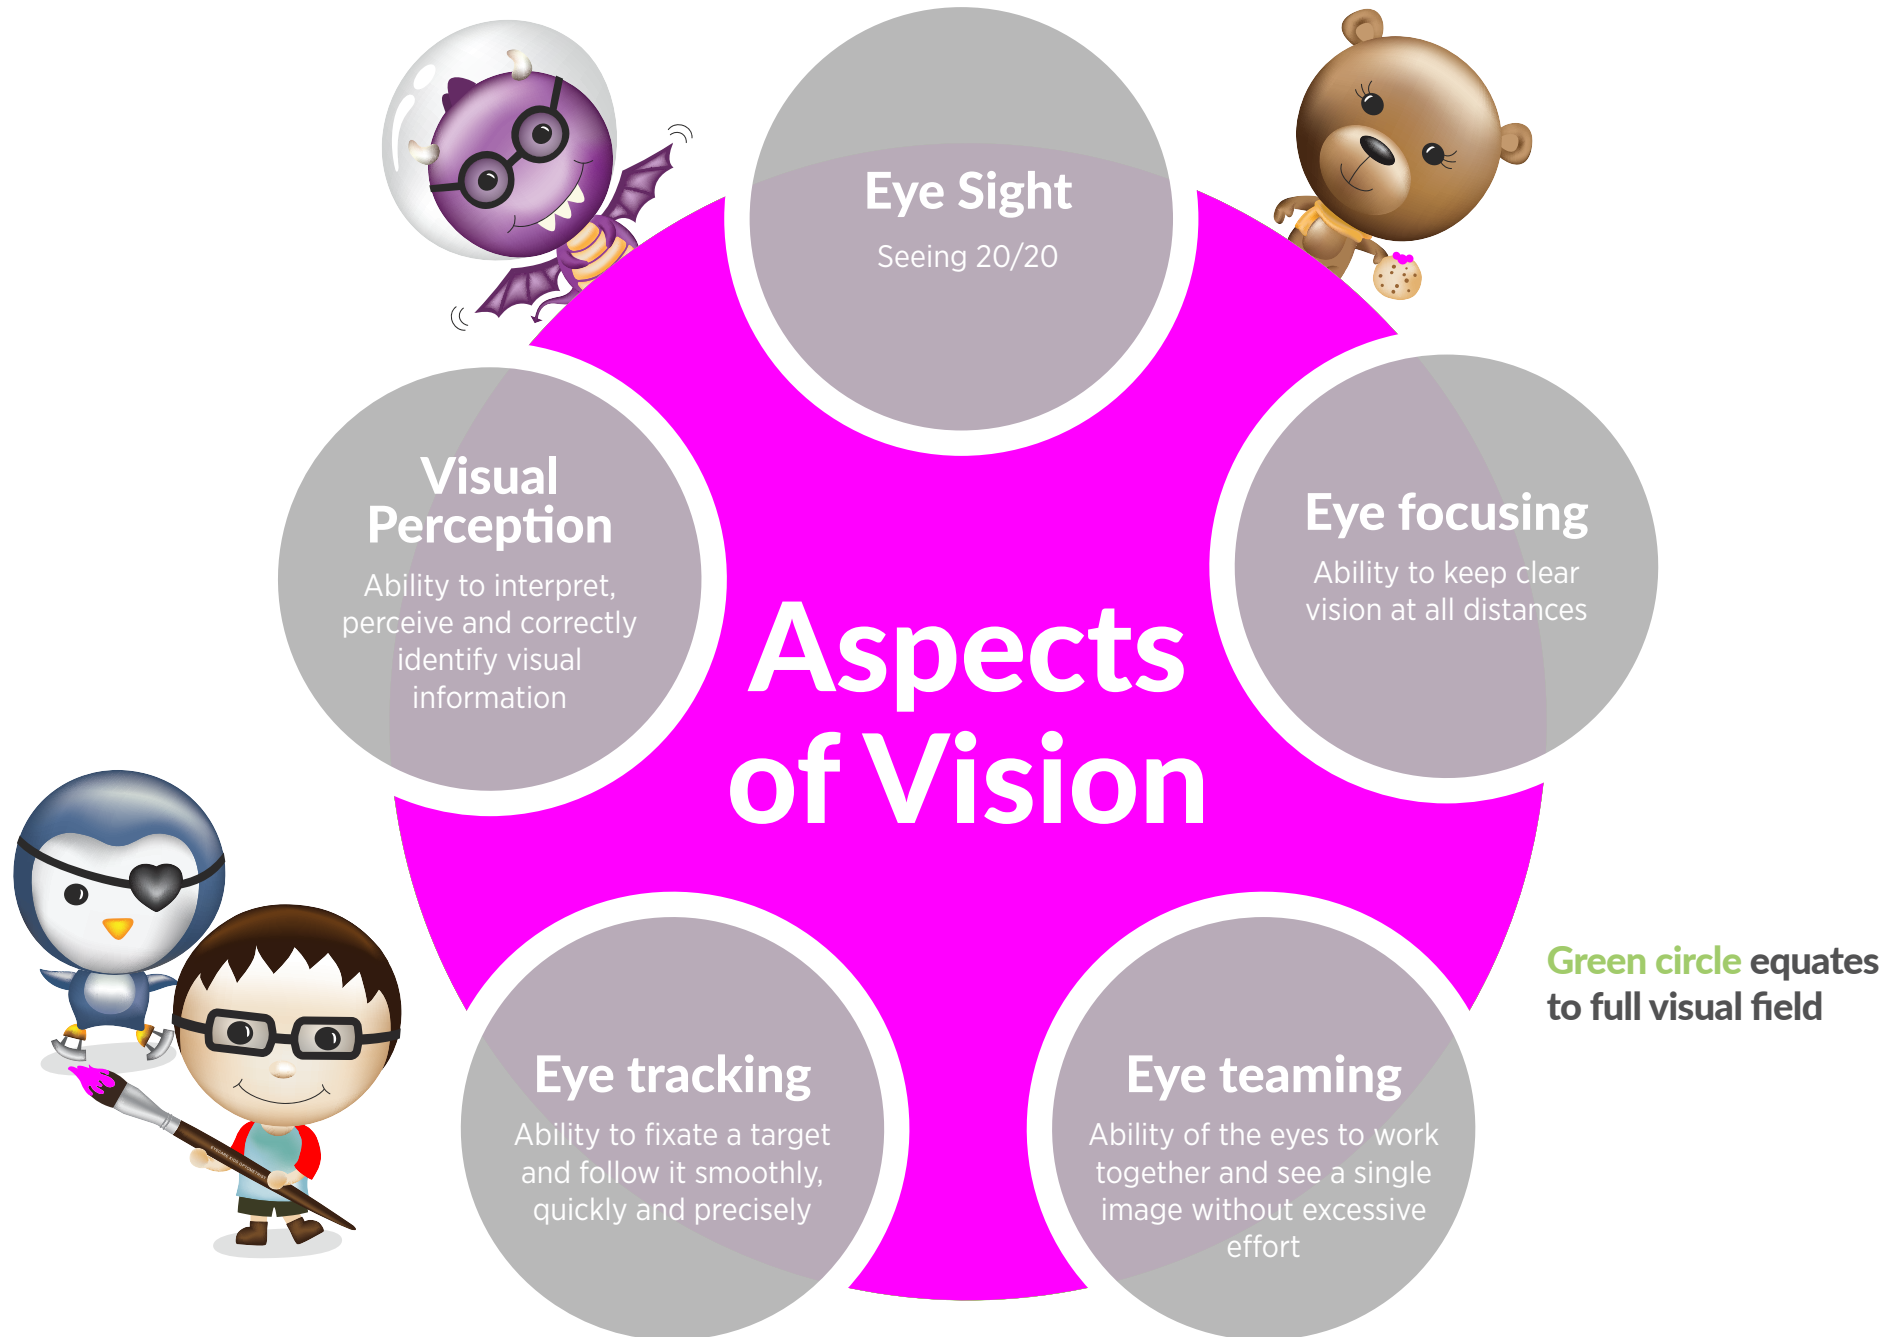 Eye Sight
Seeing 20/20
Visual
Perception
Ability to interpret,
perceive and correctly
identify visual
information
Eye focusing
Ability to keep clear
vision at all distances
Aspects
of Vision
Green circle equates
to full visual field
Eye tracking
Ability to fixate a target
and follow it smoothly,
quickly and precisely
Eye teaming
Ability of the eyes to work
together and see a single
image without excessive
effort